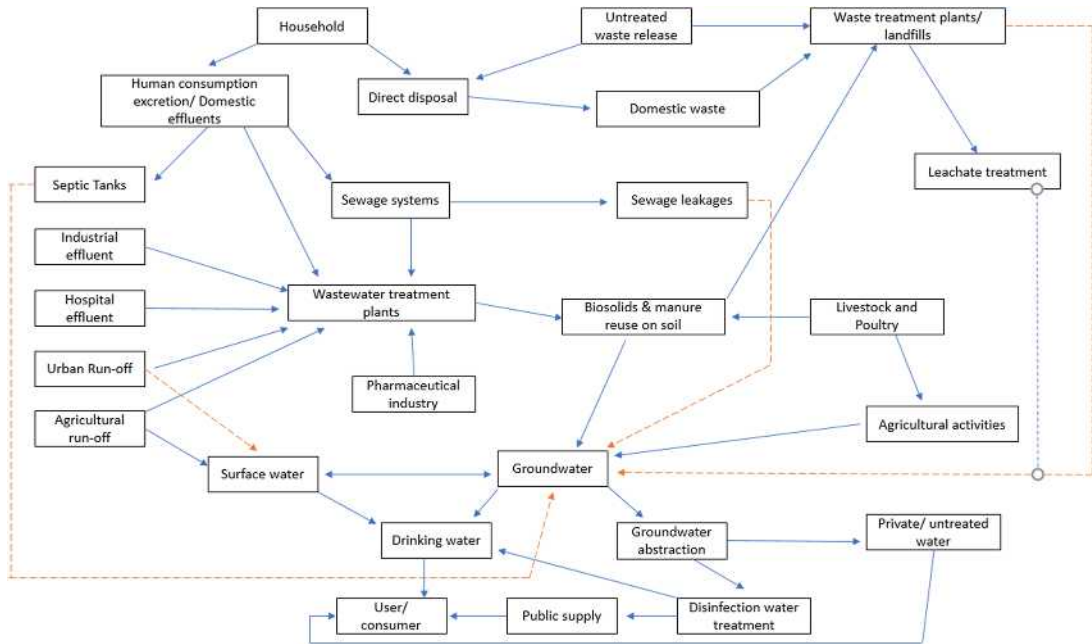 Household
Untreated
waste release
Waste treatment plants/
landfills
Human consumption
excretion/ Domestic
effluents
Direct disposal
Domestic waste
Septic Tanks
Leachate treatment
Sewage systems
Sewage leakages
Industrial
effluent
Hospital
effluent
Wastewater treatment
plants
Biosolids & manure
reuse on soil
Livestock and
Poultry
Urban Run-off
Pharmaceutical
industry
Agricultural
run-off
Agricultural activities
Surface water
Groundwater
Drinking water
Groundwater
abstraction
Private/ untreated
water
User/
consumer
Public supply
Disinfection water
treatment